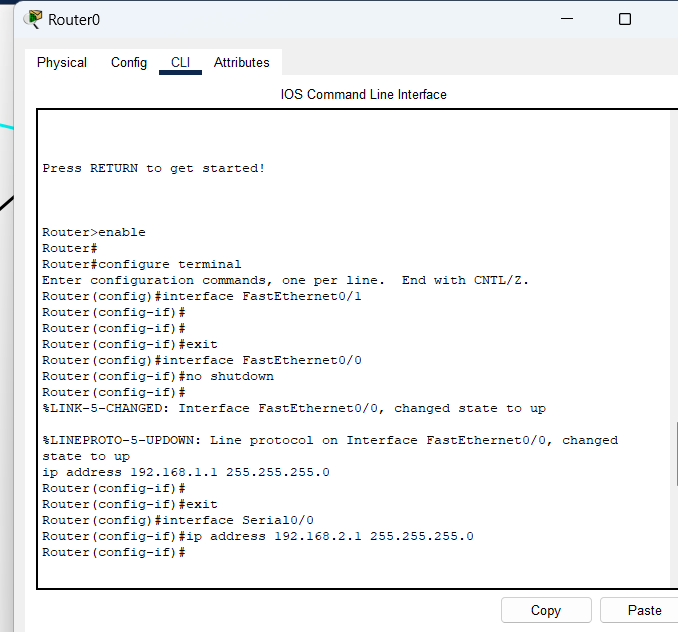 Router0
Physical Config CLI Attributes
IOS Command Line Interface
Press RETURN to get started!
Router>enable
Router#
Router#configure terminal
Enter configuration commands, one per line.  End with CNTL/Z.
Router(config)#interface FastEthernet0/1
Router(config-if)#
Router(config-if)#
Router(config-if)#exit
Router(config)#interface FastEthernet0/0
Router(config-if)#no shutdown
Router(config-if)#
%LINK-5-CHANGED: Interface FastEthernet0/0, changed state to up
%LINEPROTO-5-UPDOWN: Line protocol on Interface FastEthernet0/0, changed
state to up
ip address 192.168.1.1 255.255.255.0
Router(config-if)#
Router(config-if)#exit
Router(config)#interface Serial0/0
Router(config-if)#ip address 192.168.2.1 255.255.255.0
Router(config-if)#
Copy Paste